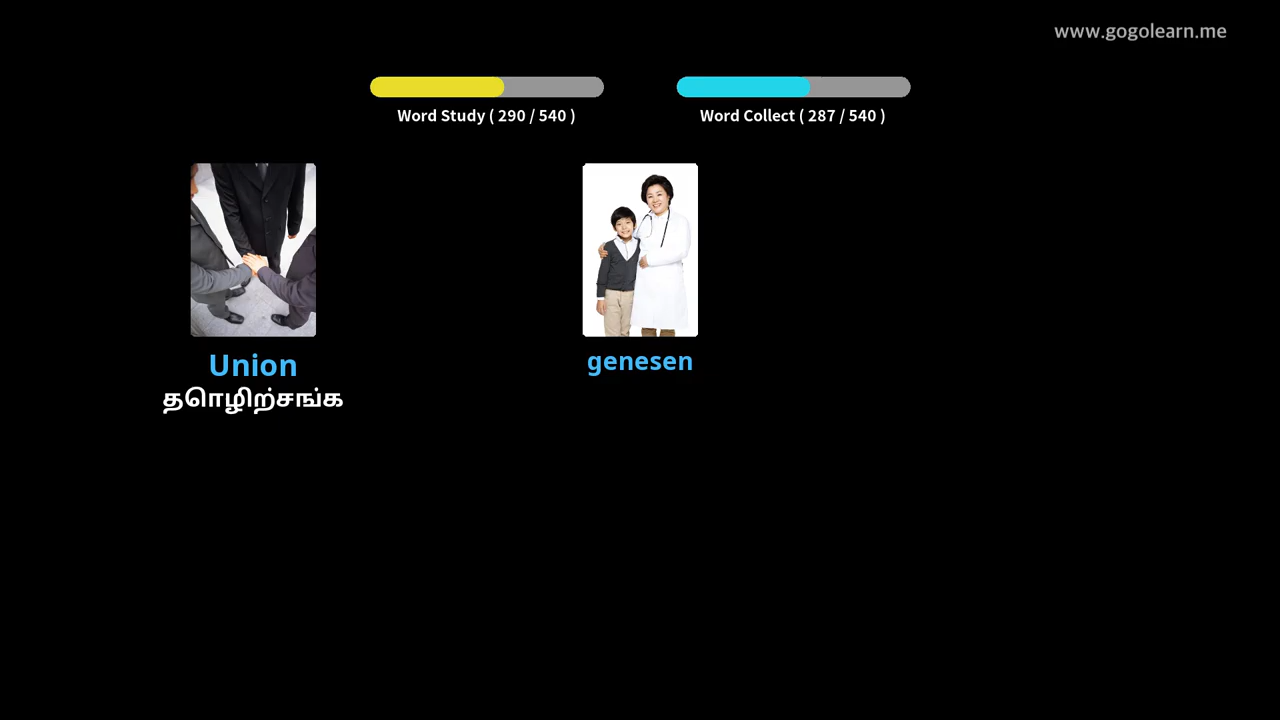 www.gogolearn.me
Word Study ( 290 / 540 )
Word Collect ( 287 / 540 )
Union
தொழிற்சங்க
genesen